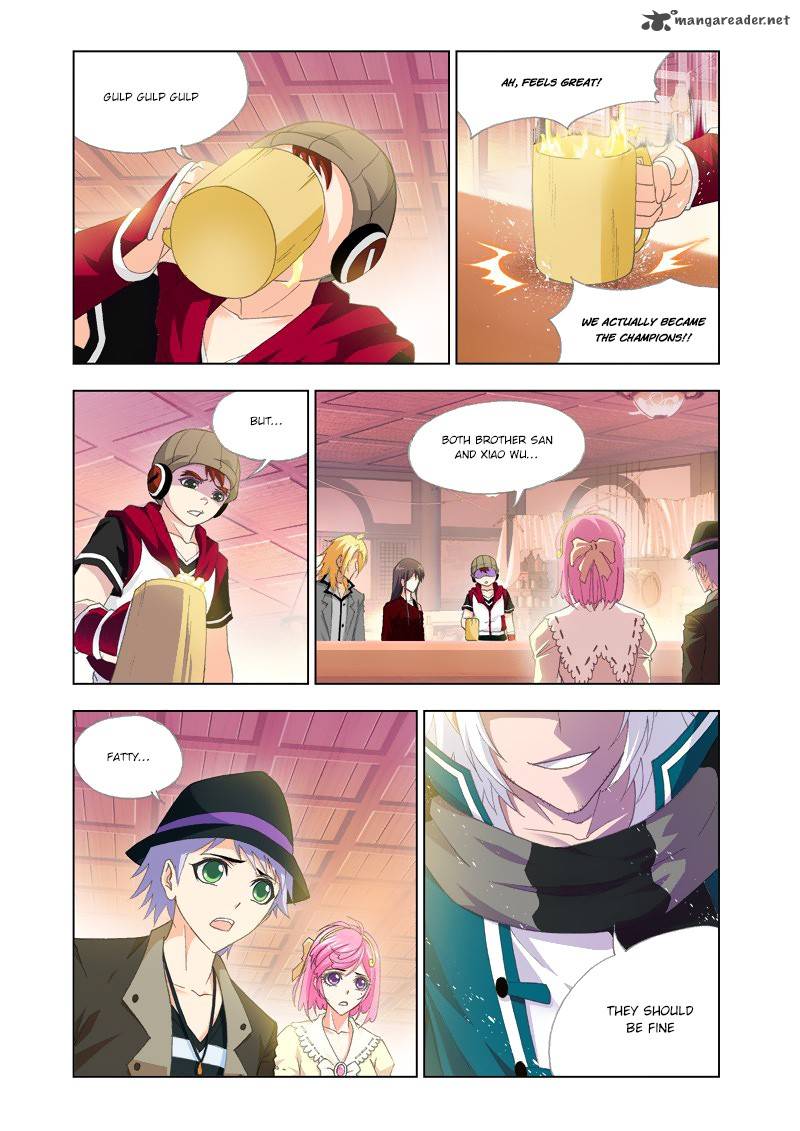 mangareader.net
GULP GULP GULP
AH, FEELS GREAT!
WE ACTUALLY BECAME
THE CHAMPIONS!!
BUT...
BOTH BROTHER SAN
AND XIAO WU...
FATTY...
THEY SHOULD
BE FINE